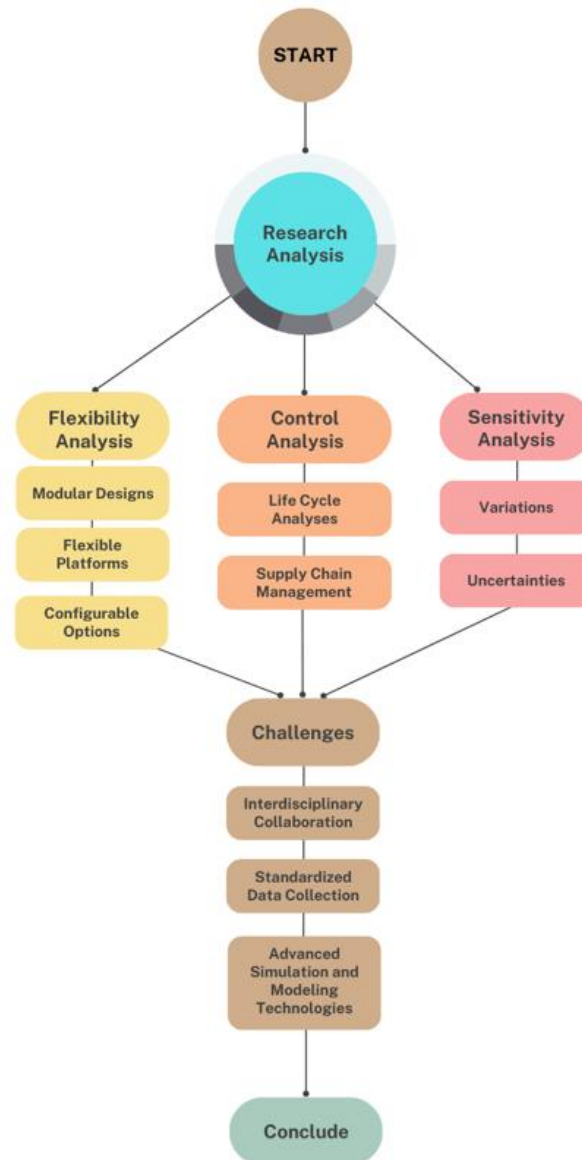 START
Research
Analysis
Flexibility
Analysis
Modular Designs
Flexible
Platforms
Configurable
Options
Control
Analysis
Life Cycle
Analyses
Supply Chain
Management
Sensitivity
Analysis
Variations
Uncertainties
Challenges
Interdisciplinary
Collaboration
Standardized
Data Collection
Advanced
Simulation and
Modeling
Technologies
Conclude